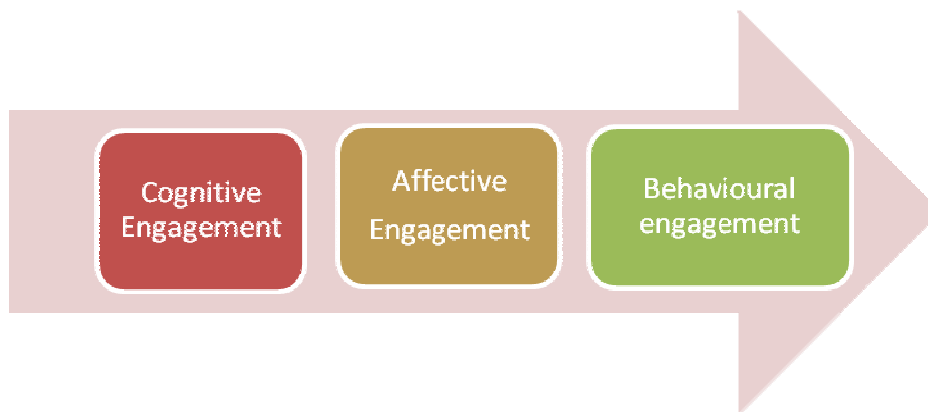 Cognitive
Engagement
Affective
Engagement
Behavioural
engagement